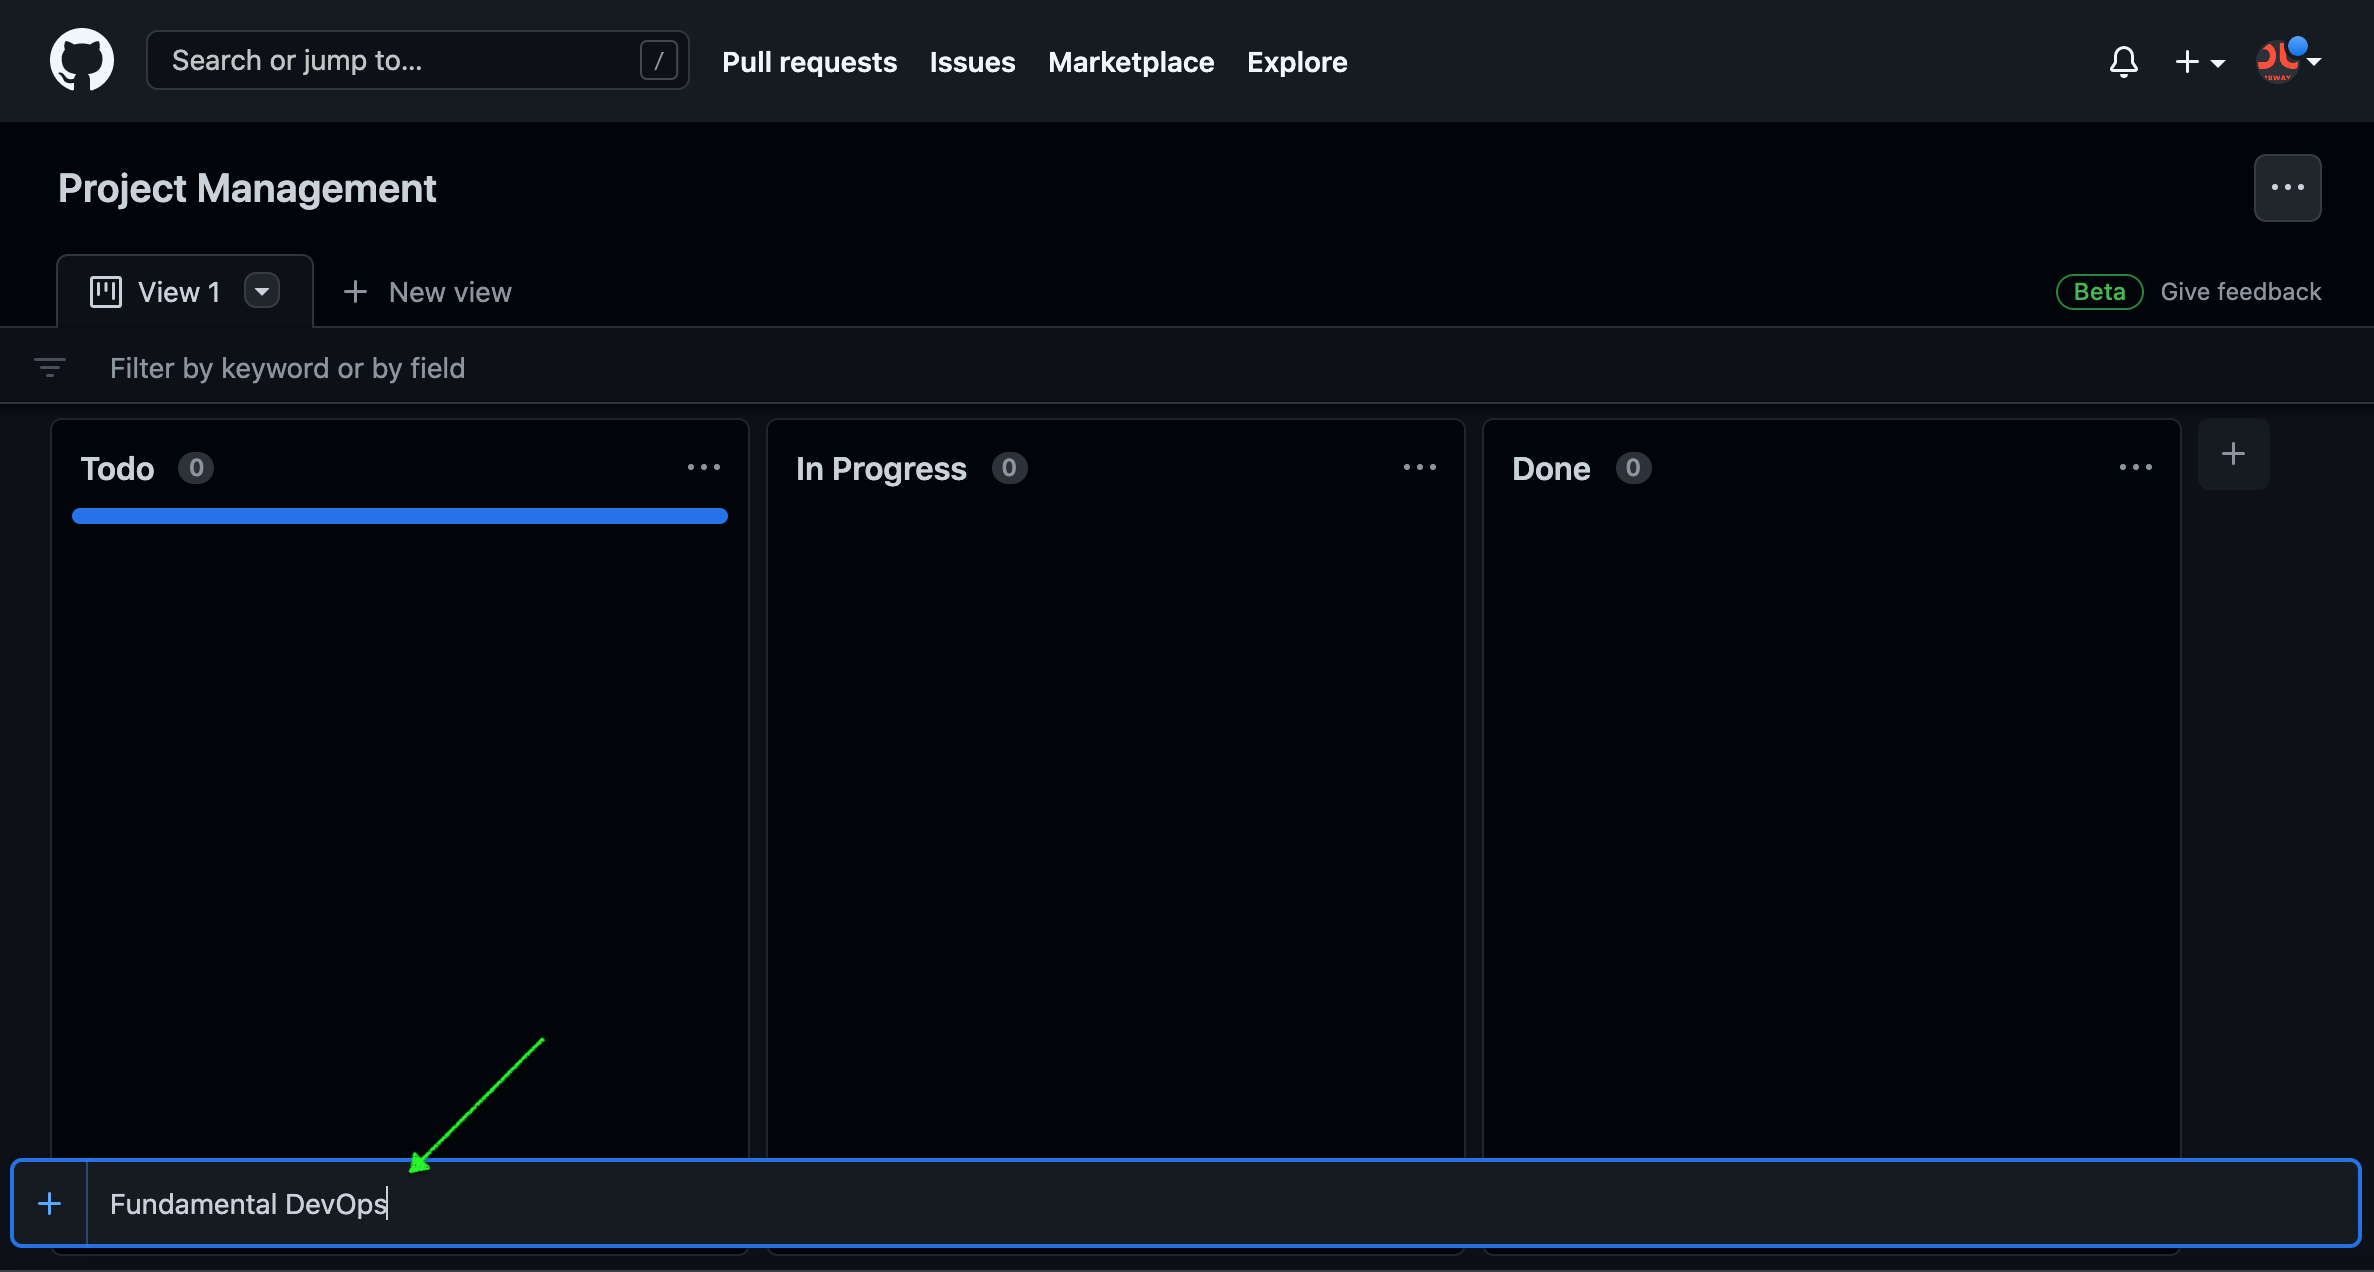 Search or jump to... /
Pull requests Issues Marketplace Explore
Project Management
View 1
New view
Beta Give feedback
Filter by keyword or by field
Todo 0
In Progress 0
Done 0
Fundamental DevOps